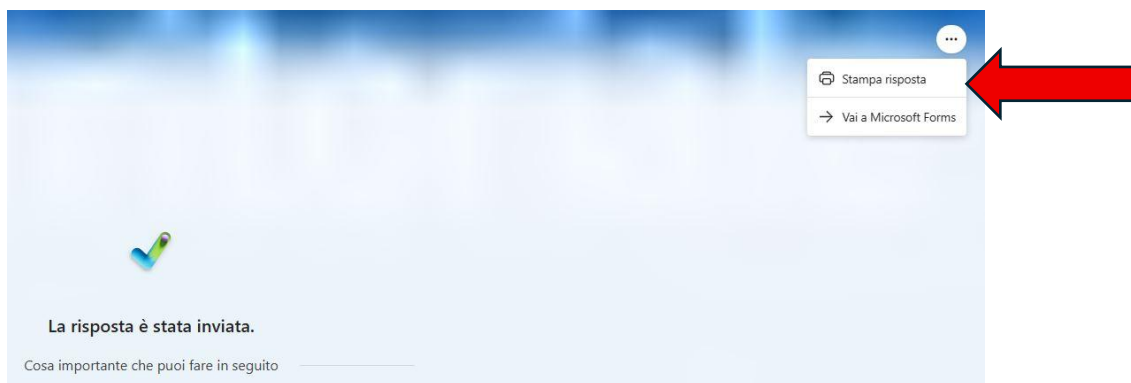 Stampa risposta
Vai a Microsoft Forms
La risposta è stata inviata.
Cosa importante che puoi fare in seguito